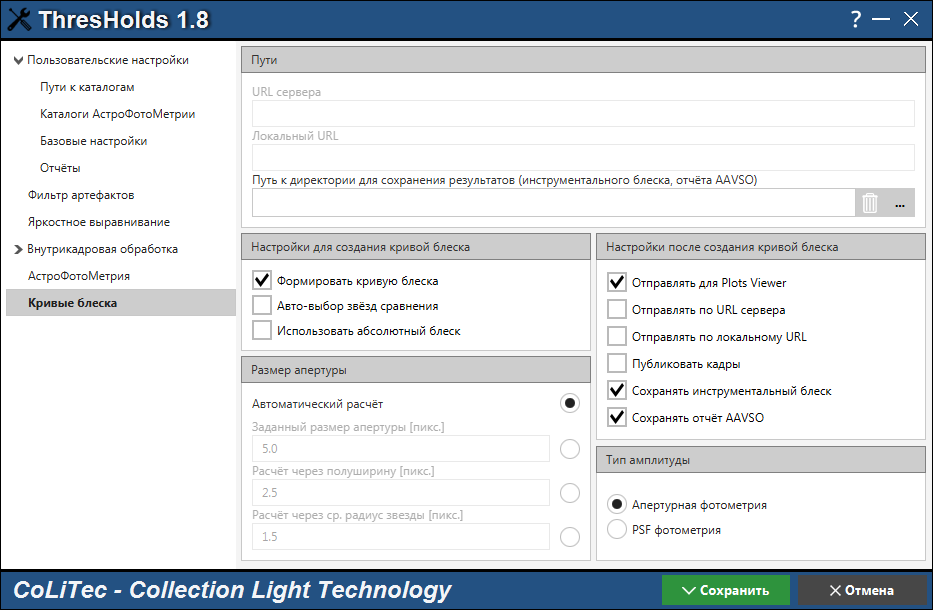 ThresHolds 1.8
?
Пользовательские настройки
Пути к каталогам
Каталоги АстроФотоМетрии
Базовые настройки
Отчёты
Фильтр артефактов
Яркостное выравнивание
Внутрикадровая обработка
АстроФотоМетрия
Кривые блеска
Пути
URL сервера
Локальный URL
Путь к директории для сохранения результатов (инструментального блеска, отчёта AAVSO)
...
Настройки для создания кривой блеска
Формировать кривую блеска
Авто-выбор звёзд сравнения
Использовать абсолютный блеск
Размер апертуры
Автоматический расчёт
Заданный размер апертуры [пикс.]
5.0
Расчёт через полуширину [пикс.]
2.5
Расчёт через ср. радиус звезды [пикс.]
1.5
Настройки после создания кривой блеска
Отправлять для Plots Viewer
Отправлять по URL сервера
Отправлять по локальному URL
Публиковать кадры
Сохранять инструментальный блеск
Сохранять отчёт AAVSO
Тип амплитуды
Апертурная фотометрия
PSF фотометрия
CoLiTec - Collection Light Technology
Сохранить
Отмена